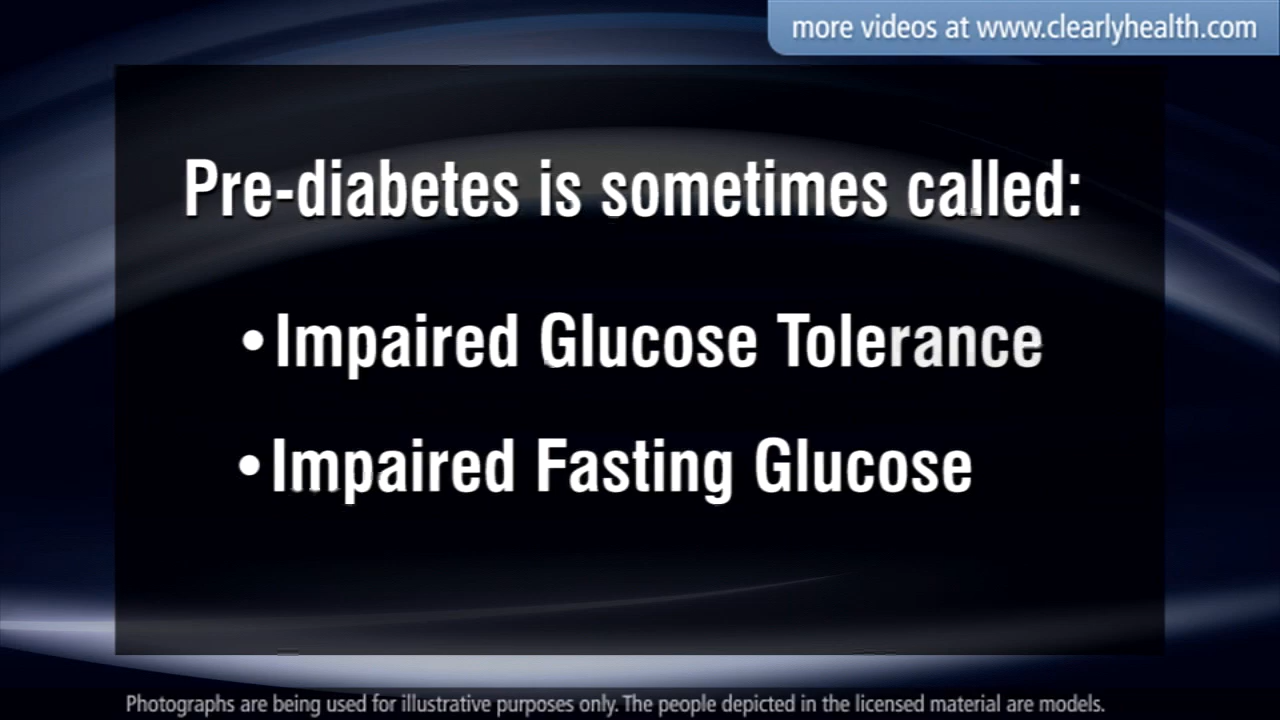 more videos at www.clearlyhealth.com
Pre-diabetes is sometimes called:
• Impaired Glucose Tolerance
• Impaired Fasting Glucose
Photographs are being used for illustrative purposes only. The people depicted in the licensed material are models.